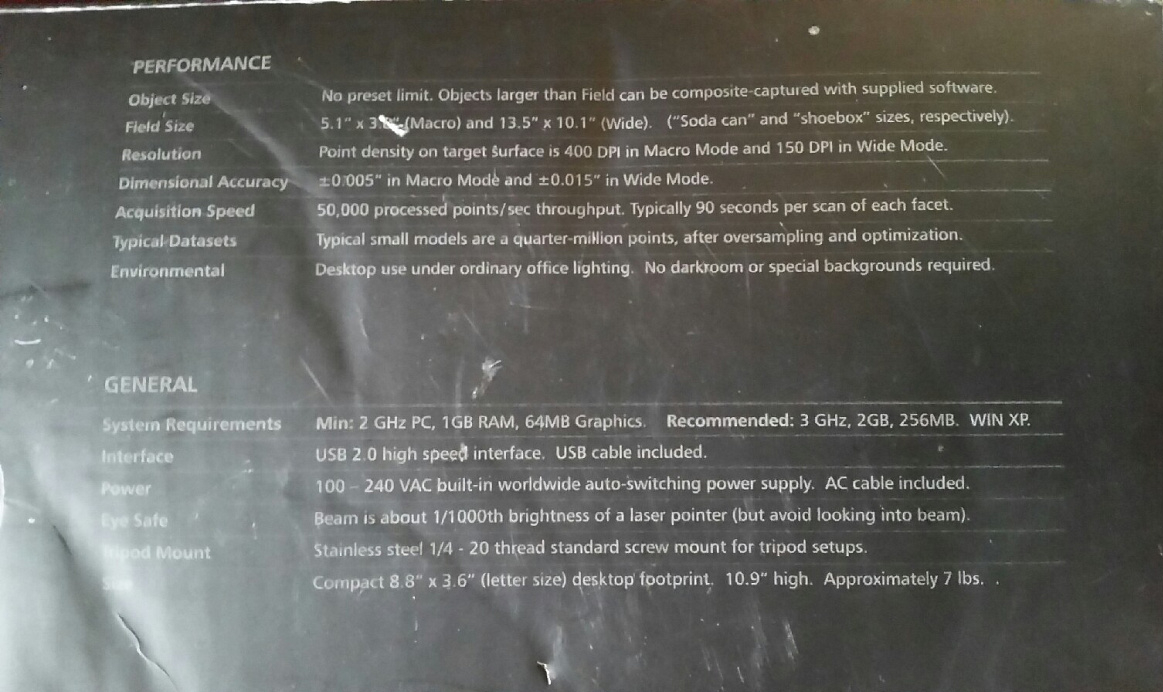 PERFORMANCE
Object Size No preset limit. Objects larger than Field can be composite-captured with supplied software.
Field Size 5.1" x (Macro) and 13.5" x 10.1" (Wide). ("Soda can" and "shoebox" sizes, respectively).
Resolution Point density on target surface is 400 DPI in Macro Mode and 150 DPI in Wide Mode.
Dimensional Accuracy ±0.005" in Macro Mode and ±0.015" in Wide Mode.
Acquisition Speed 50,000 processed points/sec throughput. Typically 90 seconds per scan of each facet.
Typical Datasets Typical small models are a quarter-million points, after oversampling and optimization.
Environmental Desktop use under ordinary office lighting. No darkroom or special backgrounds required.
GENERAL
System Requirements Min: 2 GHz PC, 1GB RAM, 64MB Graphics. Recommended: 3 GHz, 2GB, 256MB. WIN XP.
Interface USB 2.0 high speed interface. USB cable included.
Power 100 – 240 VAC built-in worldwide auto-switching power supply. AC cable included.
Eye Safe Beam is about 1/1000th brightness of a laser pointer (but avoid looking into beam).
Tripod Mount Stainless steel 1/4 - 20 thread standard screw mount for tripod setups.
Size Compact 8.8" x 3.6" (letter size) desktop footprint. 10.9" high. Approximately 7 lbs.